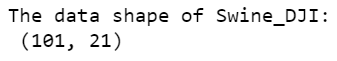 The data shape of Swine_DJI:
(101, 21)